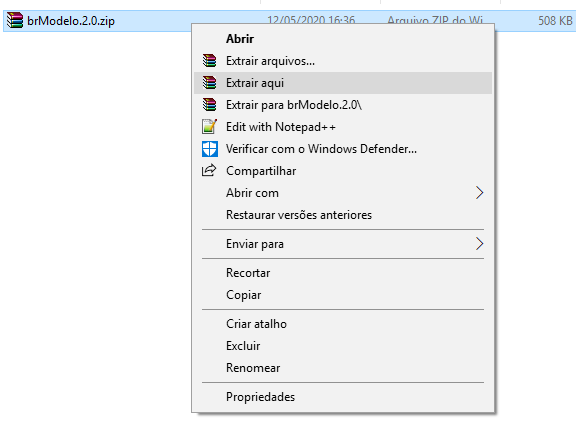 brModelo.2.0.zip 12/05/2020 16:36 Arquivo ZIP do Wi... 508 KB
Abrir
Extrair arquivos...
Extrair aqui
Extrair para brModelo.2.0\
Edit with Notepad++
Verificar com o Windows Defender...
Compartilhar
Abrir com
Restaurar versões anteriores
Enviar para
Recortar
Copiar
Criar atalho
Excluir
Renomear
Propriedades